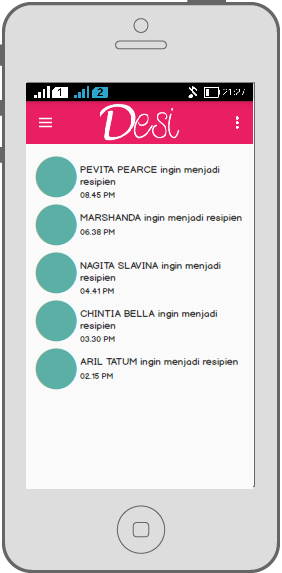 1 2 21:27
Desi
PEVITA PEARCE ingin menjadi
resipien
08.45 PM
MARSHANDA ingin menjadi resipien
06.38 PM
NAGITA SLAVINA ingin menjadi
resipien
04.41 PM
CHINTIA BELLA ingin menjadi
resipien
03.30 PM
ARIL TATUM ingin menjadi resipien
02.15 PM